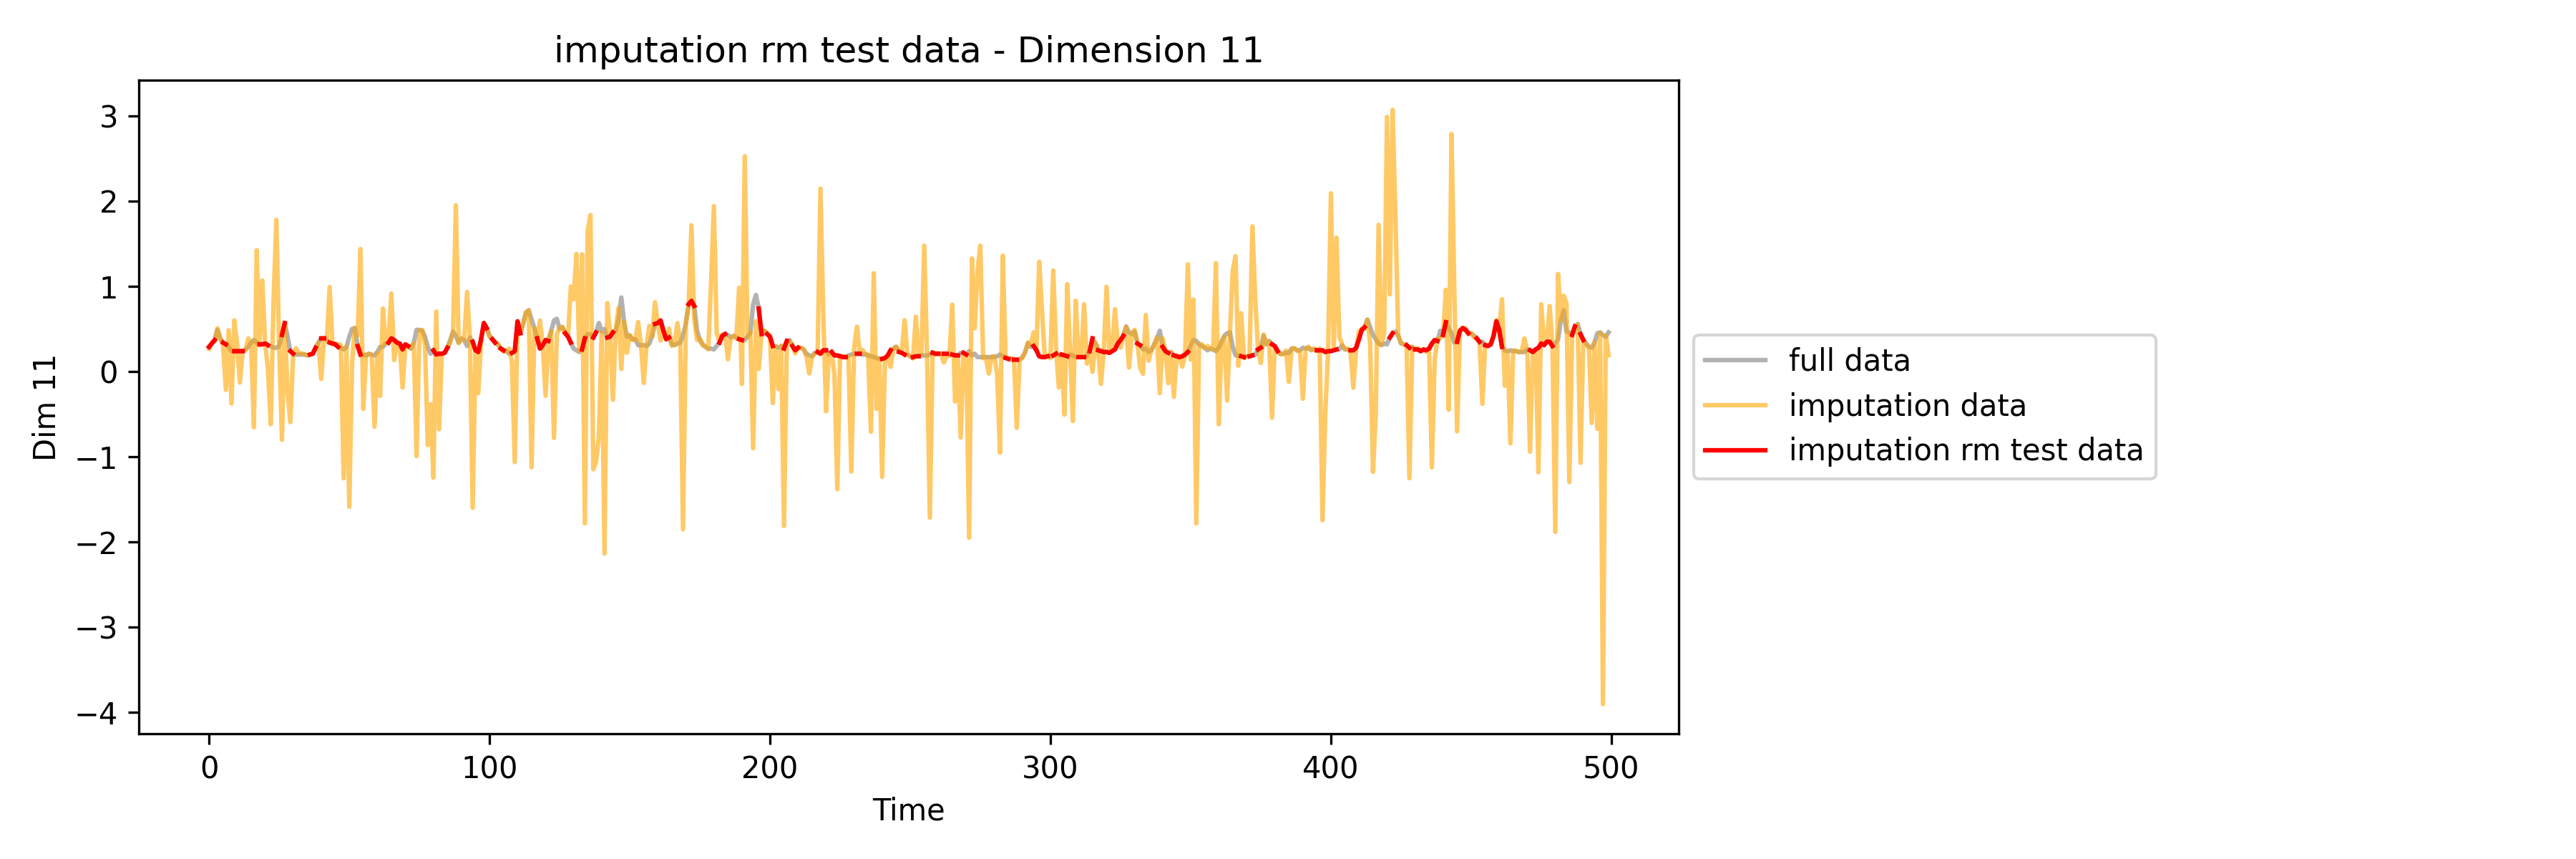 imputation rm test data - Dimension 11
3
2
1
0
−1
−2
−3
−4
Dim 11
0 100 200 300 400 500
Time
full data
imputation data
imputation rm test data